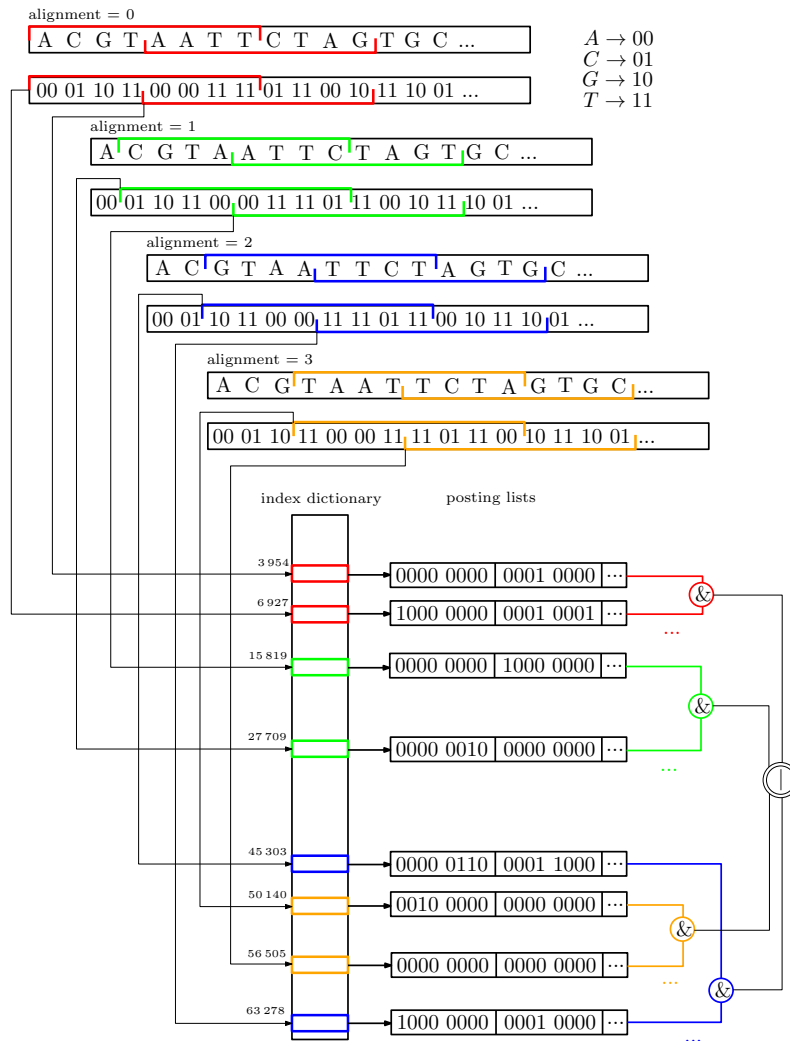 alignment = 0
A C G T A A T T C T A G T G C ...
A → 00
C → 01
G → 10
T → 11
00 01 10 11 00 00 11 11 01 11 00 10 11 10 01 ...
alignment = 1
A C G T A A T T C T A G T G C ...
00 01 10 11 00 00 11 11 01 11 00 10 11 10 01 ...
alignment = 2
A C G T A A T T C T A G T G C ...
00 01 10 11 00 00 11 11 01 11 00 10 11 10 01 ...
alignment = 3
A C G T A A T T C T A G T G C ...
00 01 10 11 00 00 11 11 01 11 00 10 11 10 01 ...
index dictionary posting lists
3 954 0000 0000 0001 0000 ...
&
6 927 1000 0000 0001 0001 ...
...
15 819 0000 0000 1000 0000 ...
&
27 709 0000 0010 0000 0000 ...
...
|
45 303 0000 0110 0001 1000 ...
50 140 0010 0000 0000 0000 ...
&
56 505 0000 0000 0000 0000 ...
...
&
63 278 1000 0000 0001 0000 ...
...